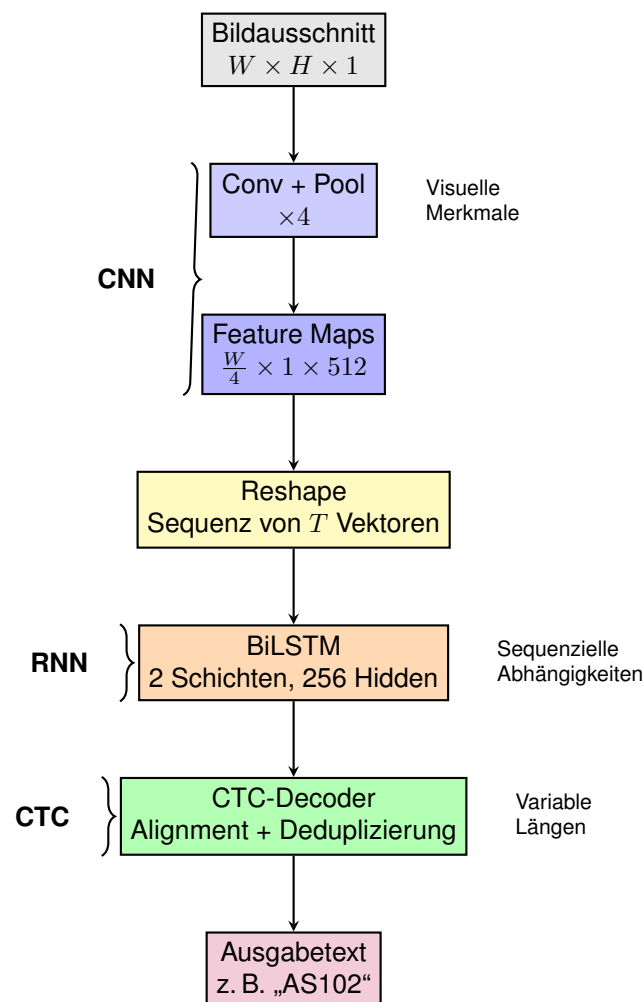 Bildausschnitt
W × H × 1
Conv + Pool
×4
Visuelle
Merkmale
CNN
Feature Maps
W/4 × 1 × 512
Reshape
Sequenz von T Vektoren
RNN
BiLSTM
2 Schichten, 256 Hidden
Sequenzielle
Abhängigkeiten
CTC
CTC-Decoder
Alignment + Deduplizierung
Variable
Längen
Ausgabetext
z. B. „AS102“